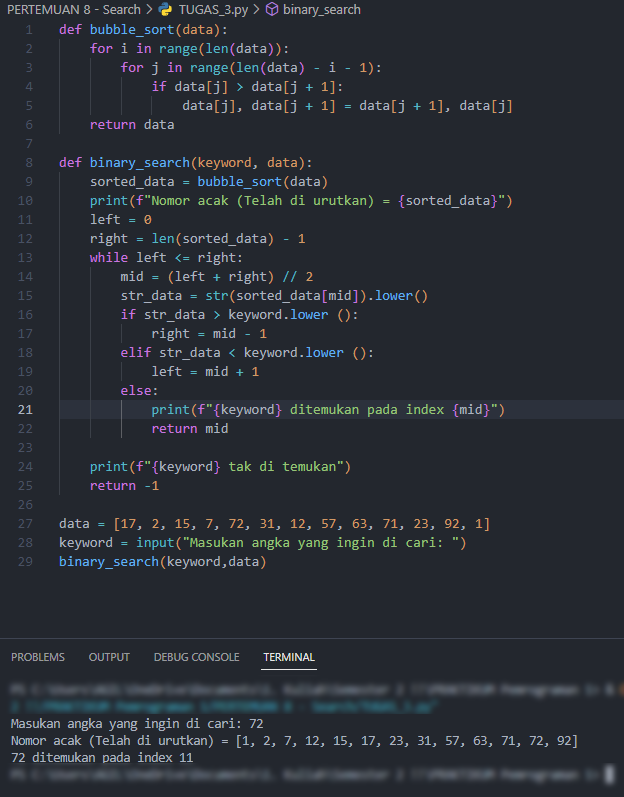 PERTEMUAN 8 - Search > TUGAS_3.py > binary_search
1 def bubble_sort(data):
2     for i in range(len(data)):
3         for j in range(len(data) - i - 1):
4             if data[j] > data[j + 1]:
5                 data[j], data[j + 1] = data[j + 1], data[j]
6     return data
7
8 def binary_search(keyword, data):
9     sorted_data = bubble_sort(data)
10     print(f"Nomor acak (Telah di urutkan) = {sorted_data}")
11     left = 0
12     right = len(sorted_data) - 1
13     while left <= right:
14         mid = (left + right) // 2
15         str_data = str(sorted_data[mid]).lower()
16         if str_data > keyword.lower ():
17             right = mid - 1
18         elif str_data < keyword.lower ():
19             left = mid + 1
20         else:
21             print(f"{keyword} ditemukan pada index {mid}")
22             return mid
23
24     print(f"{keyword} tak di temukan")
25     return -1
26
27 data = [17, 2, 15, 7, 72, 31, 12, 57, 63, 71, 23, 92, 1]
28 keyword = input("Masukan angka yang ingin di cari: ")
29 binary_search(keyword,data)
PROBLEMS OUTPUT DEBUG CONSOLE TERMINAL
Masukan angka yang ingin di cari: 72
Nomor acak (Telah di urutkan) = [1, 2, 7, 12, 15, 17, 23, 31, 57, 63, 71, 72, 92]
72 ditemukan pada index 11